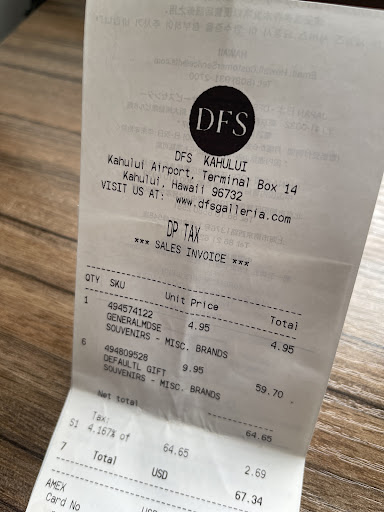 DFS
DFS KAHULUI
Kahului Airport, Terminal Box 14
Kahului, Hawaii 96732
VISIT US AT: www.dfsgalleria.com
DP TAX
*** SALES INVOICE ***
QTY SKU Unit Price Total
1 494574122 4.95 4.95
GENERALMDSE
SOUVENIRS - MISC. BRANDS
6 494809528 9.95 59.70
DEFAULTL GIFT
SOUVENIRS - MISC. BRANDS
Net total 64.65
Tax:
S1 4.167% of 64.65 2.69
7 Total USD 67.34
AMEX
Card No